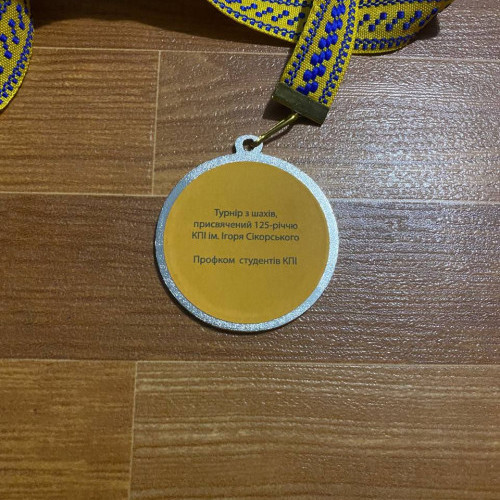 Турнір з шахів,
присвячений 125-річчю
КПІ ім. Ігоря Сікорського
Профком студентів КПІ